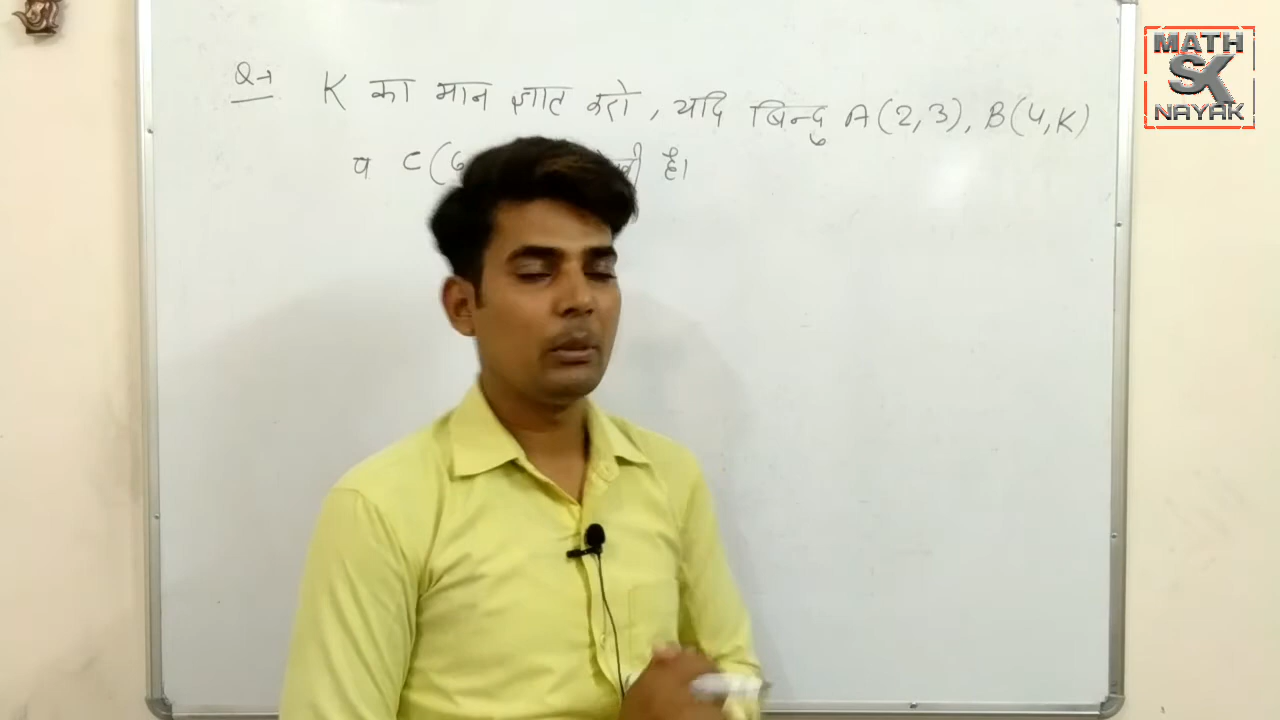 Q→ K का मान ज्ञात करो, यदि बिन्दु A(2,3), B(4,K)
व C(6 है।
MATH
SK
NAYAK